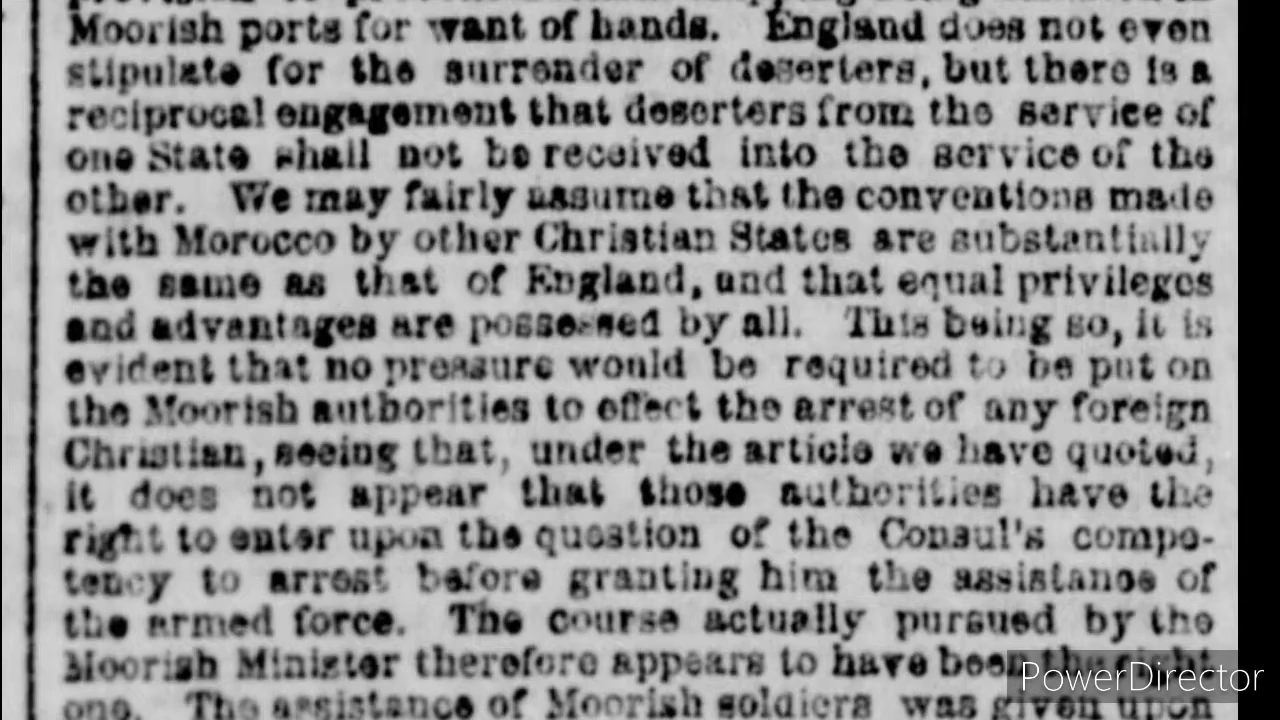 Moorish ports for want of hands. England does not even
stipulate for the surrender of deserters, but there is a
reciprocal engagement that deserters from the service of
one State shall not be received into the service of the
other. We may fairly assume that the conventions made
with Morocco by other Christian States are substantially
the same as that of England, and that equal privileges
and advantages are possessed by all. This being so, it is
evident that no pressure would be required to be put on
the Moorish authorities to effect the arrest of any foreign
Christian, seeing that, under the article we have quoted,
it does not appear that those authorities have the
right to enter upon the question of the Consul's compe-
tency to arrest before granting him the assistance of
the armed force. The course actually pursued by the
Moorish Minister therefore appears to have been the right
one. The assistance of Moorish soldiers was given upon
PowerDirector